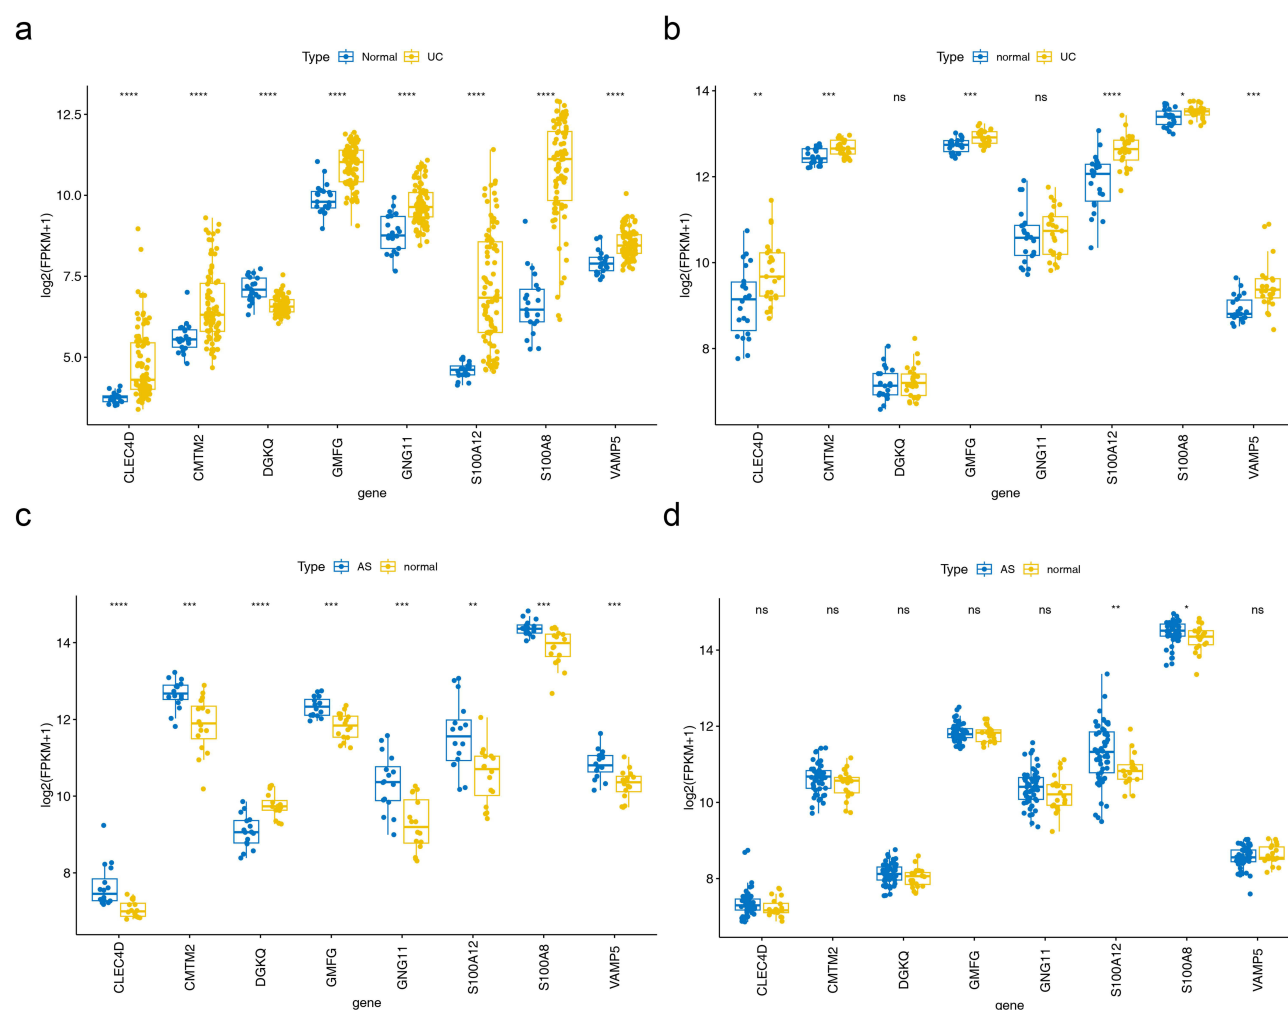 a
Type Normal UC
**** **** **** **** **** **** **** ****
log2(FPKM+1)
12.5
10.0
7.5
5.0
CLEC4D CMTM2 DGKQ GMFG GNG11 S100A12 S100A8 VAMP5
gene
b
Type normal UC
** *** ns *** ns **** * ***
log2(FPKM+1)
14
12
10
8
CLEC4D CMTM2 DGKQ GMFG GNG11 S100A12 S100A8 VAMP5
gene
c
Type AS normal
**** *** **** *** *** ** *** ***
log2(FPKM+1)
14
12
10
8
CLEC4D CMTM2 DGKQ GMFG GNG11 S100A12 S100A8 VAMP5
gene
d
Type AS normal
ns ns ns ns ns ** * ns
log2(FPKM+1)
14
12
10
8
CLEC4D CMTM2 DGKQ GMFG GNG11 S100A12 S100A8 VAMP5
gene